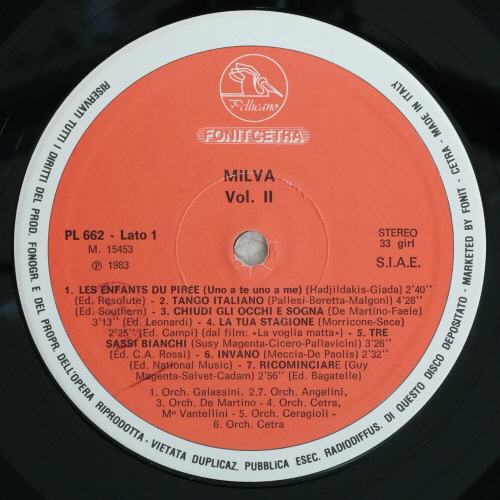 Pellicano
FONIT CETRA
MILVA
Vol. II
PL 662 - Lato 1
M. 15453
Ⓟ 1983
STEREO
33 giri
S.I.A.E.
1. LES ENFANTS DU PIREE (Uno a te uno a me) (Hadjildakis-Giada) 2'40''
(Ed. Resolute) - 2. TANGO ITALIANO (Pallesi-Beretta-Malgoni) 4'28''
(Ed. Southern) - 3. CHIUDI GLI OCCHI E SOGNA (De Martino-Faele)
3'13'' (Ed. Leonardi) - 4. LA TUA STAGIONE (Morricone-Sece)
2'25'' (Ed. Campi) (dal film: «La voglia matta») - 5. TRE
SASSI BIANCHI (Susy Magenta-Cicero-Pallavicini) 3'26''
(Ed. C.A. Rossi) - 6. INVANO (Meccia-De Paolis) 2'32''
(Ed. National Music) - 7. RICOMINCIARE (Guy
Magenta-Salvet-Cadam) 2'56'' (Ed. Bagatelle)
1. Orch. Galassini, 2.7. Orch. Angelini,
3. Orch. De Martino - 4. Orch. Cetra,
Mº Vantellini - 5. Orch. Ceragioli -
6. Orch. Cetra
RISERVATI TUTTI I DIRITTI DEL PROD. FONOGR. E DEL PROPR. DELL'OPERA RIPRODOTTA - VIETATA DUPLICAZ. PUBBLICA ESEC. RADIODIFFUS. DI QUESTO DISCO DEPOSITATO - MARKETED BY FONIT - CETRA - MADE IN ITALY